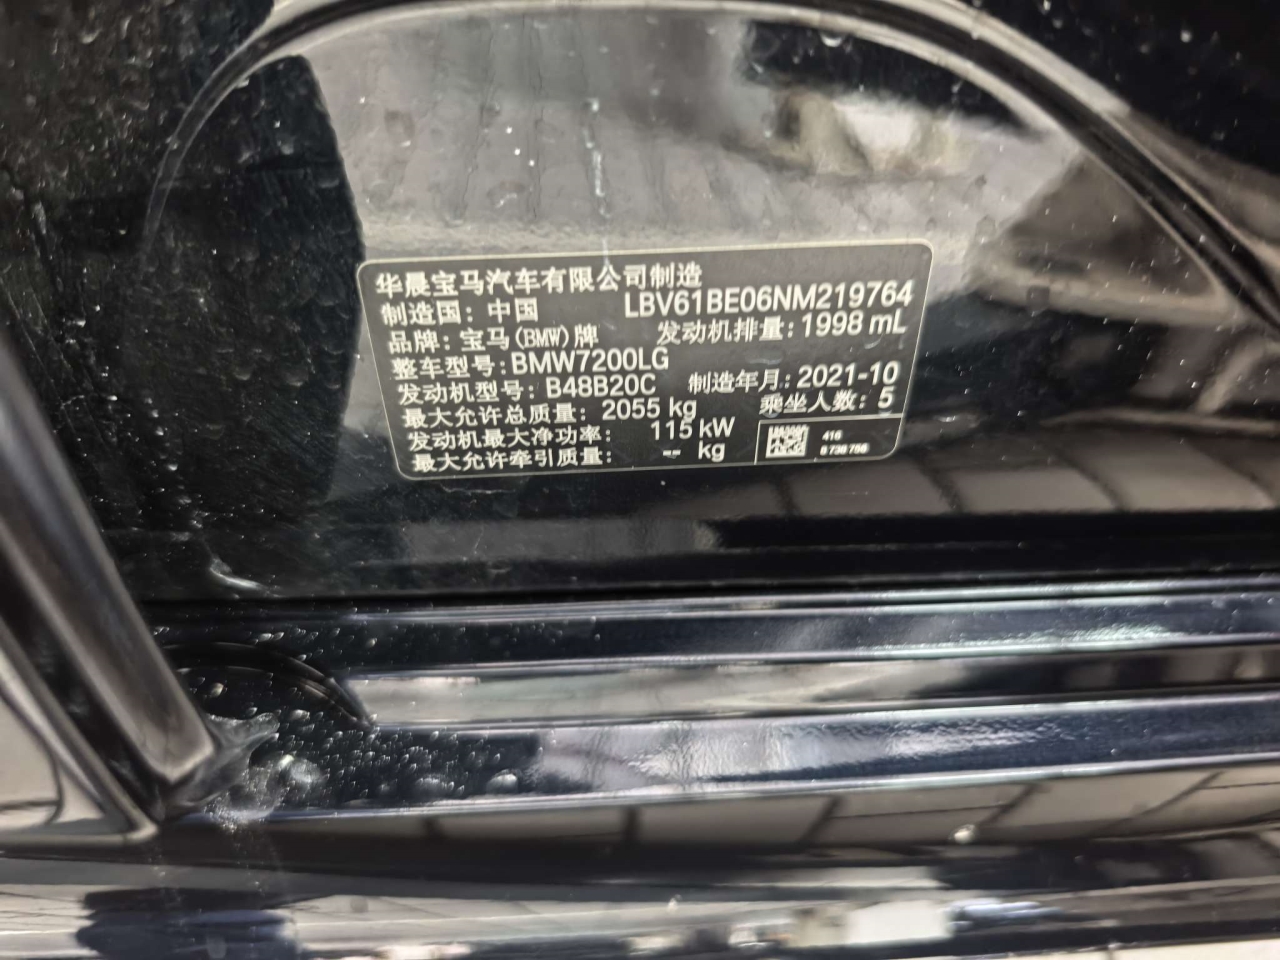 华晨宝马汽车有限公司制造
制造国：中国 LBV61BE06NM219764
品牌：宝马(BMW)牌 发动机排量：1998 mL
整车型号：BMW7200LG
发动机型号：B48B20C 制造年月：2021-10
最大允许总质量：2055 kg 乘坐人数：5
发动机最大净功率： 115 kW
最大允许牵引质量： -- kg
416
8 738 756